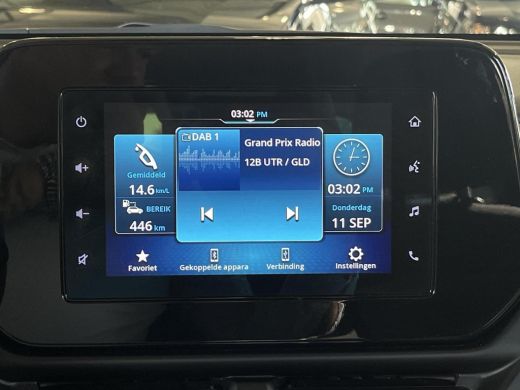 03:02 PM
DAB 1
Grand Prix Radio
12B UTR / GLD
Gemiddeld
14.6 km/L
BEREIK
446 km
03:02 PM
Donderdag
11 SEP
Favoriet
Gekoppelde appara
Verbinding
Instellingen